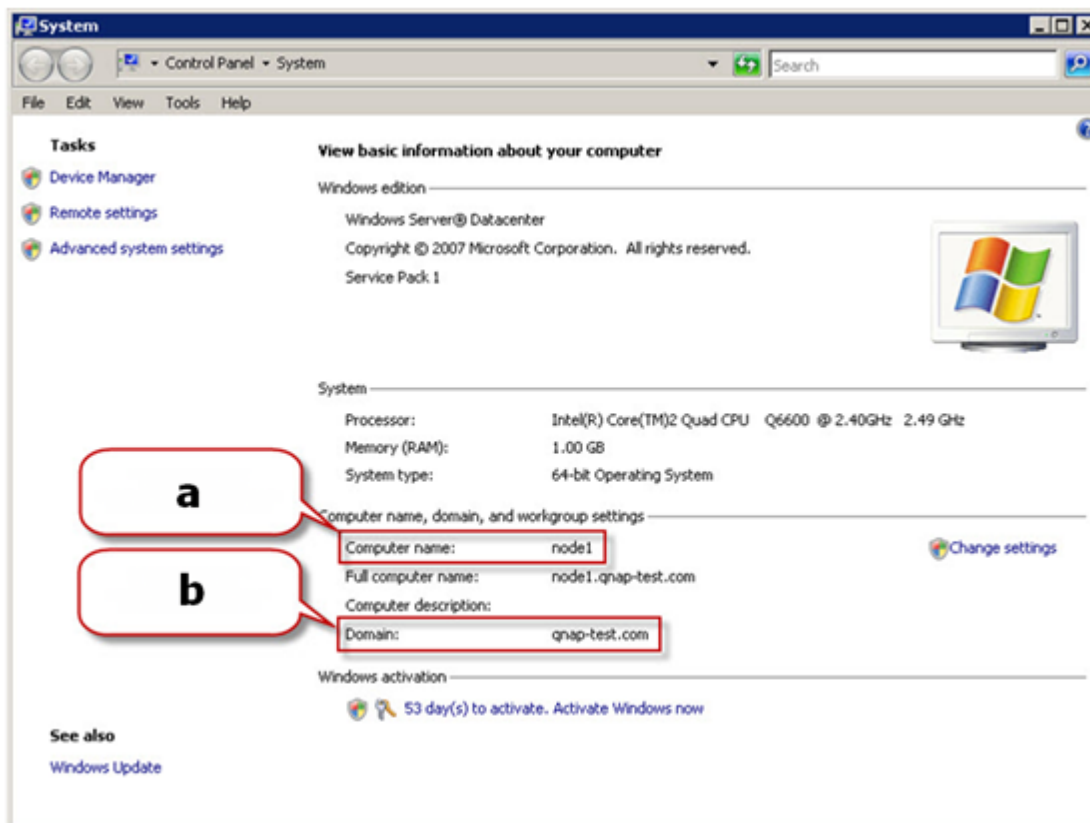 System
Control Panel System
Search
File Edit View Tools Help
Tasks
Device Manager
Remote settings
Advanced system settings
View basic information about your computer
Windows edition
Windows Server® Datacenter
Copyright © 2007 Microsoft Corporation. All rights reserved.
Service Pack 1
System
Processor: Intel(R) Core(TM)2 Quad CPU Q6600 @ 2.40GHz 2.49 GHz
Memory (RAM): 1.00 GB
System type: 64-bit Operating System
a
Computer name, domain, and workgroup settings
Computer name: node1
Change settings
Full computer name: node1.qnap-test.com
b
Computer description:
Domain: qnap-test.com
Windows activation
53 day(s) to activate. Activate Windows now
See also
Windows Update